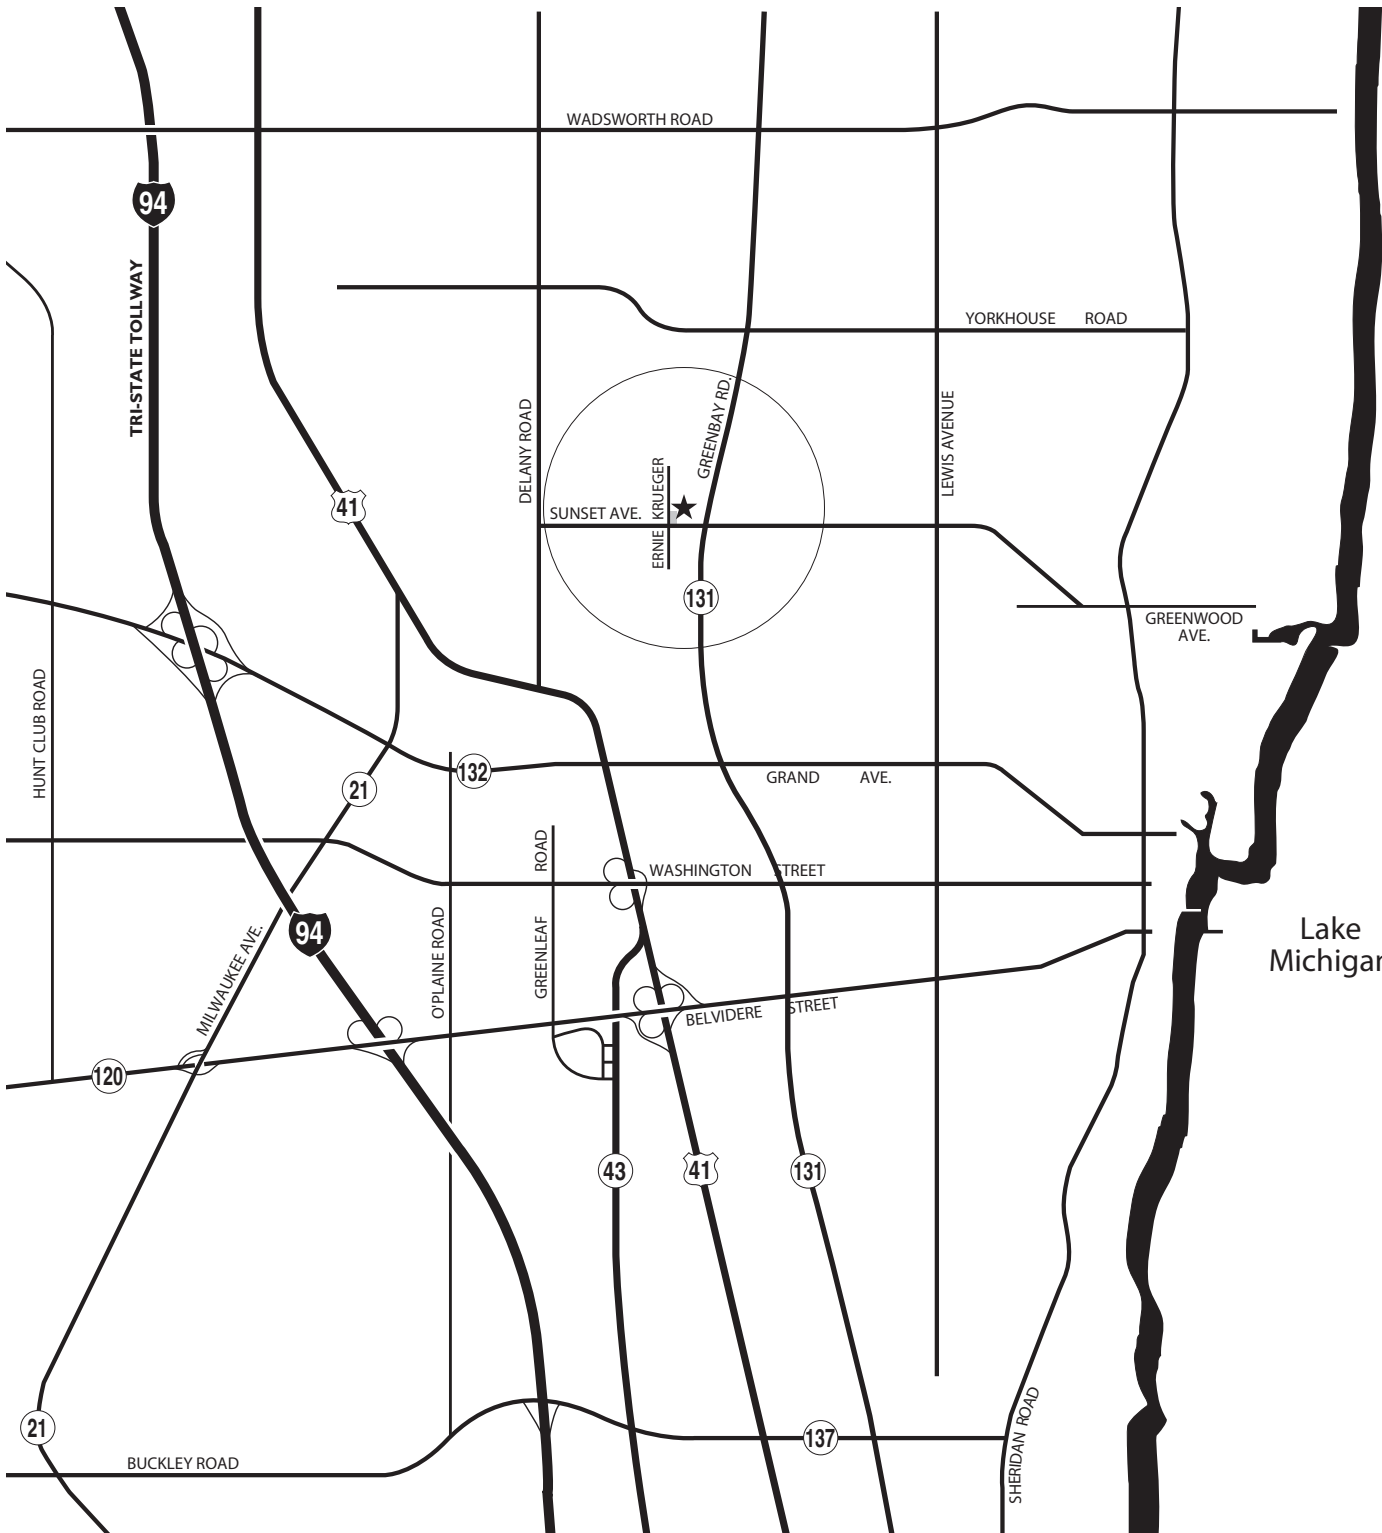 WADSWORTH ROAD
94
TRI-STATE TOLLWAY
YORKHOUSE ROAD
GREENBAY RD.
DELANY ROAD
LEWIS AVENUE
41
SUNSET AVE.
ERNIE KRUEGER
131
GREENWOOD
AVE.
HUNT CLUB ROAD
132
21
GRAND AVE.
ROAD
WASHINGTON STREET
94
MILWAUKEE AVE.
O'PLAINE ROAD
GREENLEAF
Lake
Michigan
BELVIDERE STREET
120
43
41
131
SHERIDAN ROAD
21
137
BUCKLEY ROAD